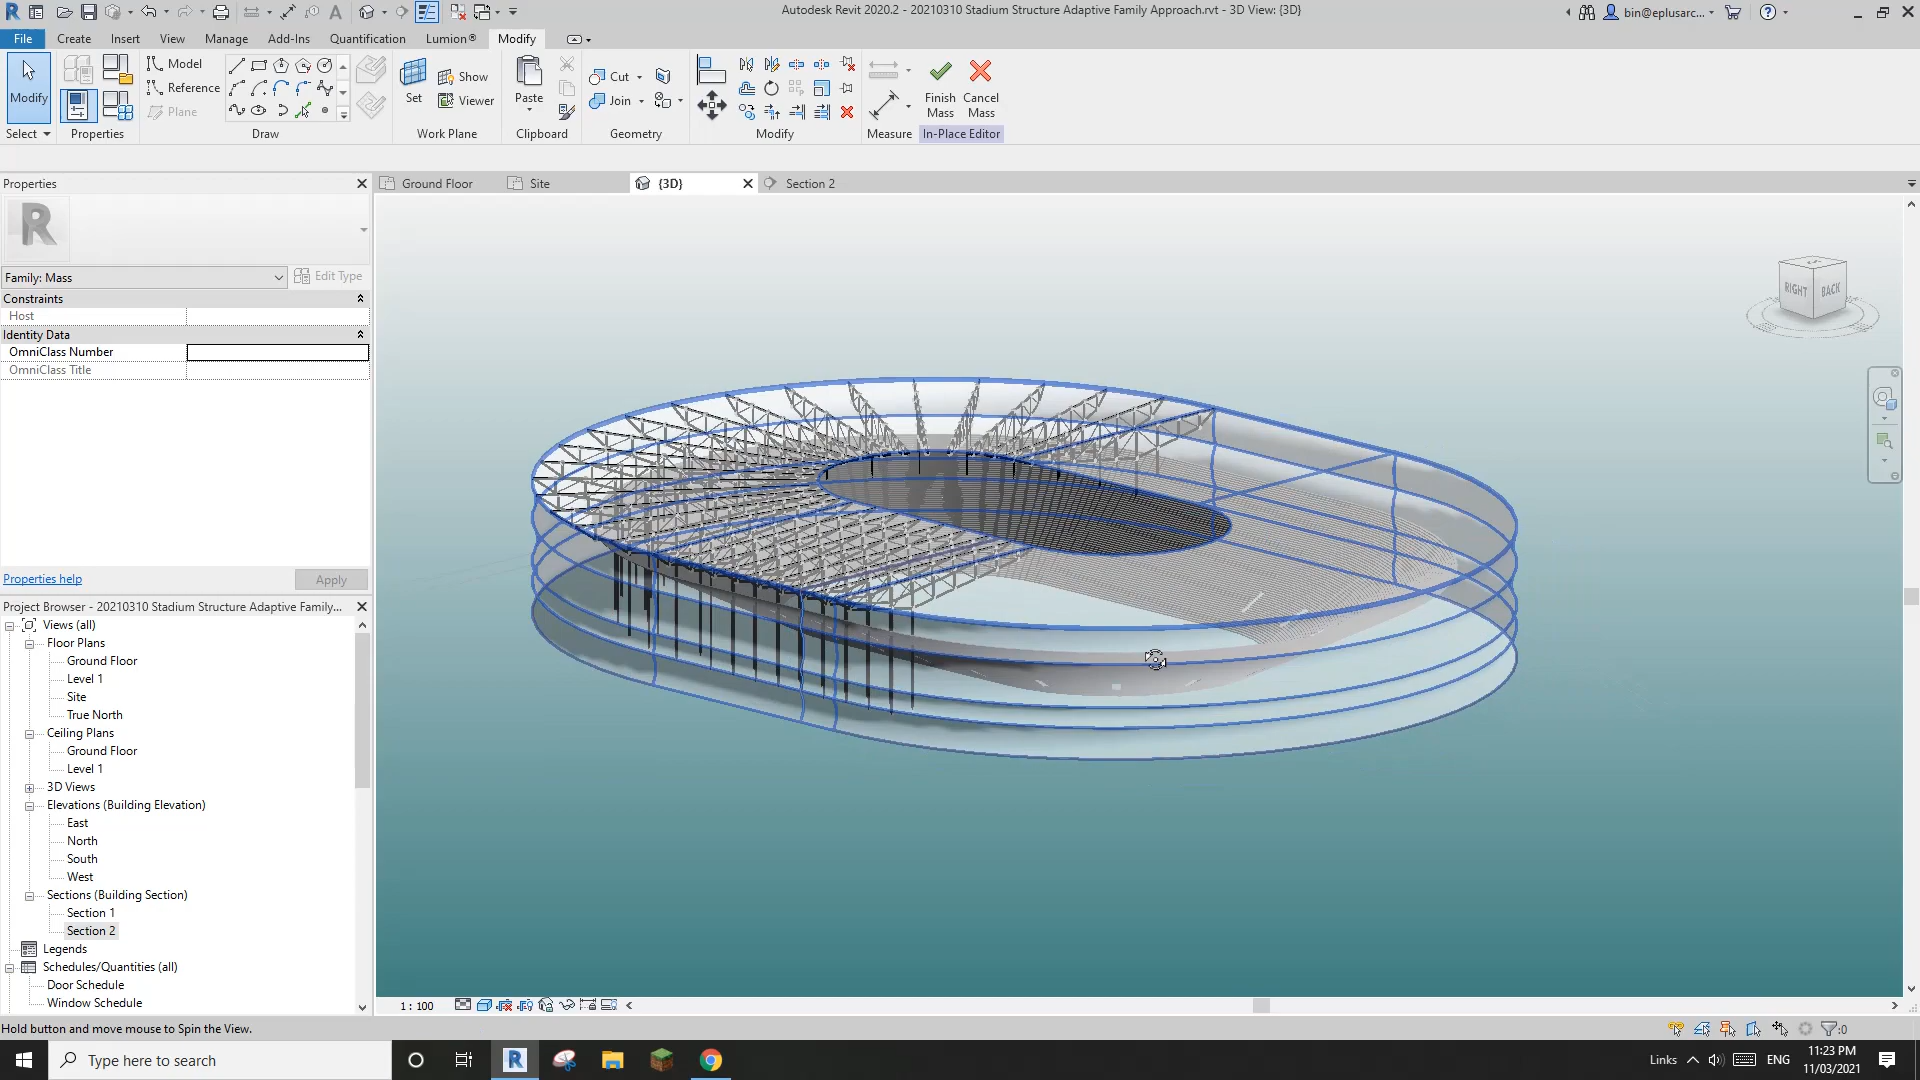 Autodesk Revit 2020.2 - 20210310 Stadium Structure Adaptive Family Approach.rvt - 3D View: {3D}
bin@eplusarc...
File Create Insert View Manage Add-Ins Quantification Lumion® Modify
Modify
Select
Properties
Model
Reference
Plane
Draw
Set
Show
Viewer
Work Plane
Paste
Clipboard
Cut
Join
Geometry
Modify
Measure
Finish Mass
Cancel Mass
In-Place Editor
Properties
Ground Floor Site {3D} Section 2
Family: Mass
Edit Type
Constraints
Host
Identity Data
OmniClass Number
OmniClass Title
RIGHT BACK
Properties help
Apply
Project Browser - 20210310 Stadium Structure Adaptive Family...
Views (all)
Floor Plans
Ground Floor
Level 1
Site
True North
Ceiling Plans
Ground Floor
Level 1
3D Views
Elevations (Building Elevation)
East
North
South
West
Sections (Building Section)
Section 1
Section 2
Legends
Schedules/Quantities (all)
Door Schedule
Window Schedule
1 : 100
Hold button and move mouse to Spin the View.
:0
Type here to search
Links
ENG
11:23 PM
11/03/2021